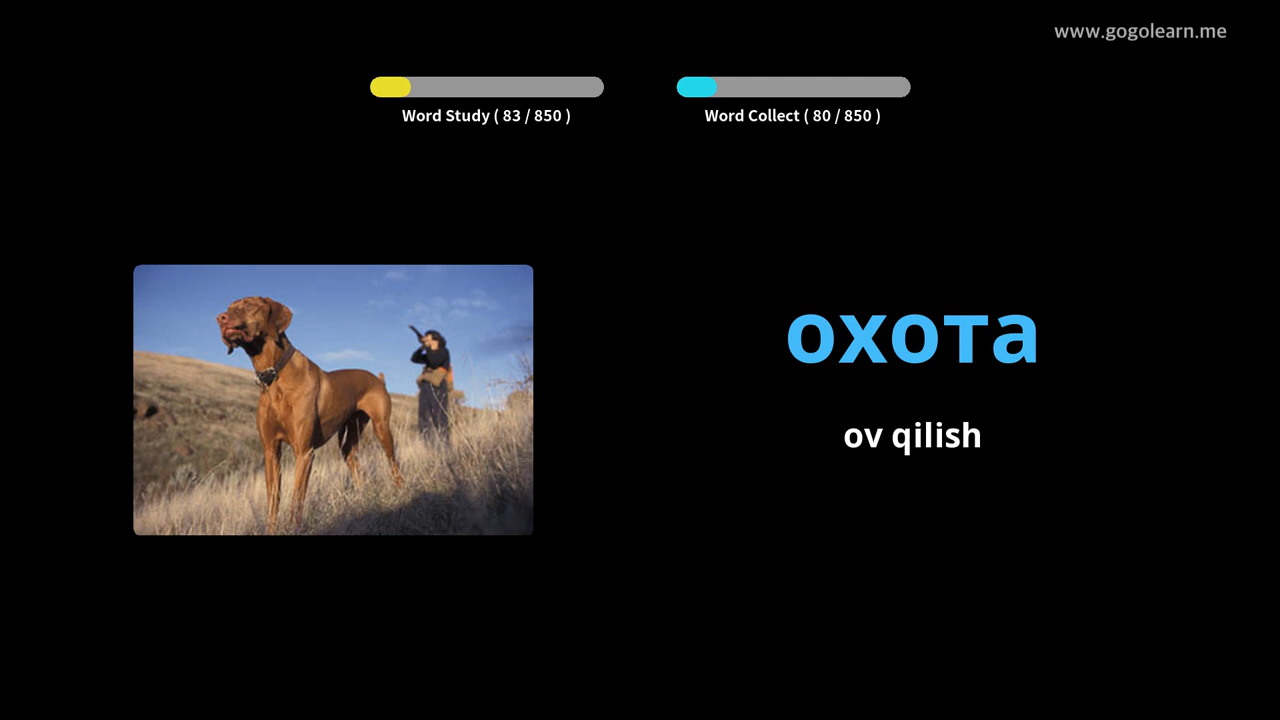 www.gogolearn.me
Word Study ( 83 / 850 )
Word Collect ( 80 / 850 )
охота
ov qilish